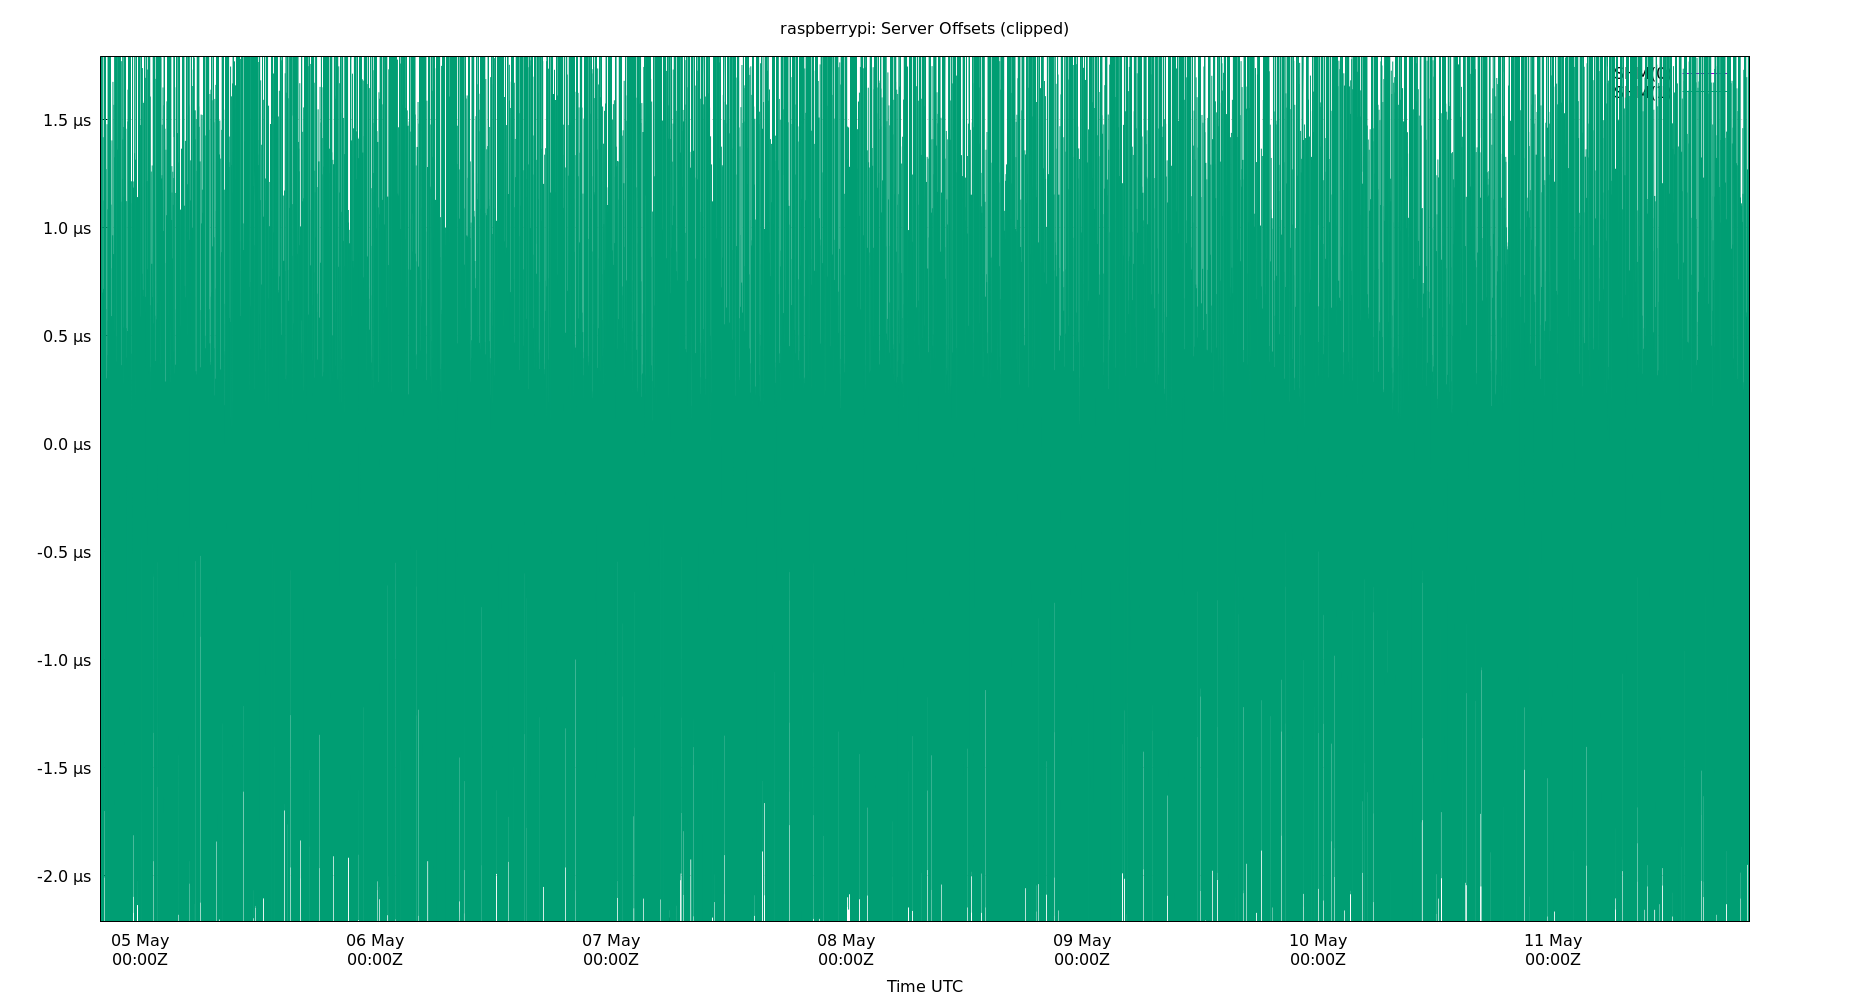 raspberrypi: Server Offsets (clipped)
1.5 µs
1.0 µs
0.5 µs
0.0 µs
-0.5 µs
-1.0 µs
-1.5 µs
-2.0 µs
05 May 06 May 07 May 08 May 09 May 10 May 11 May
00:00Z 00:00Z 00:00Z 00:00Z 00:00Z 00:00Z 00:00Z
Time UTC